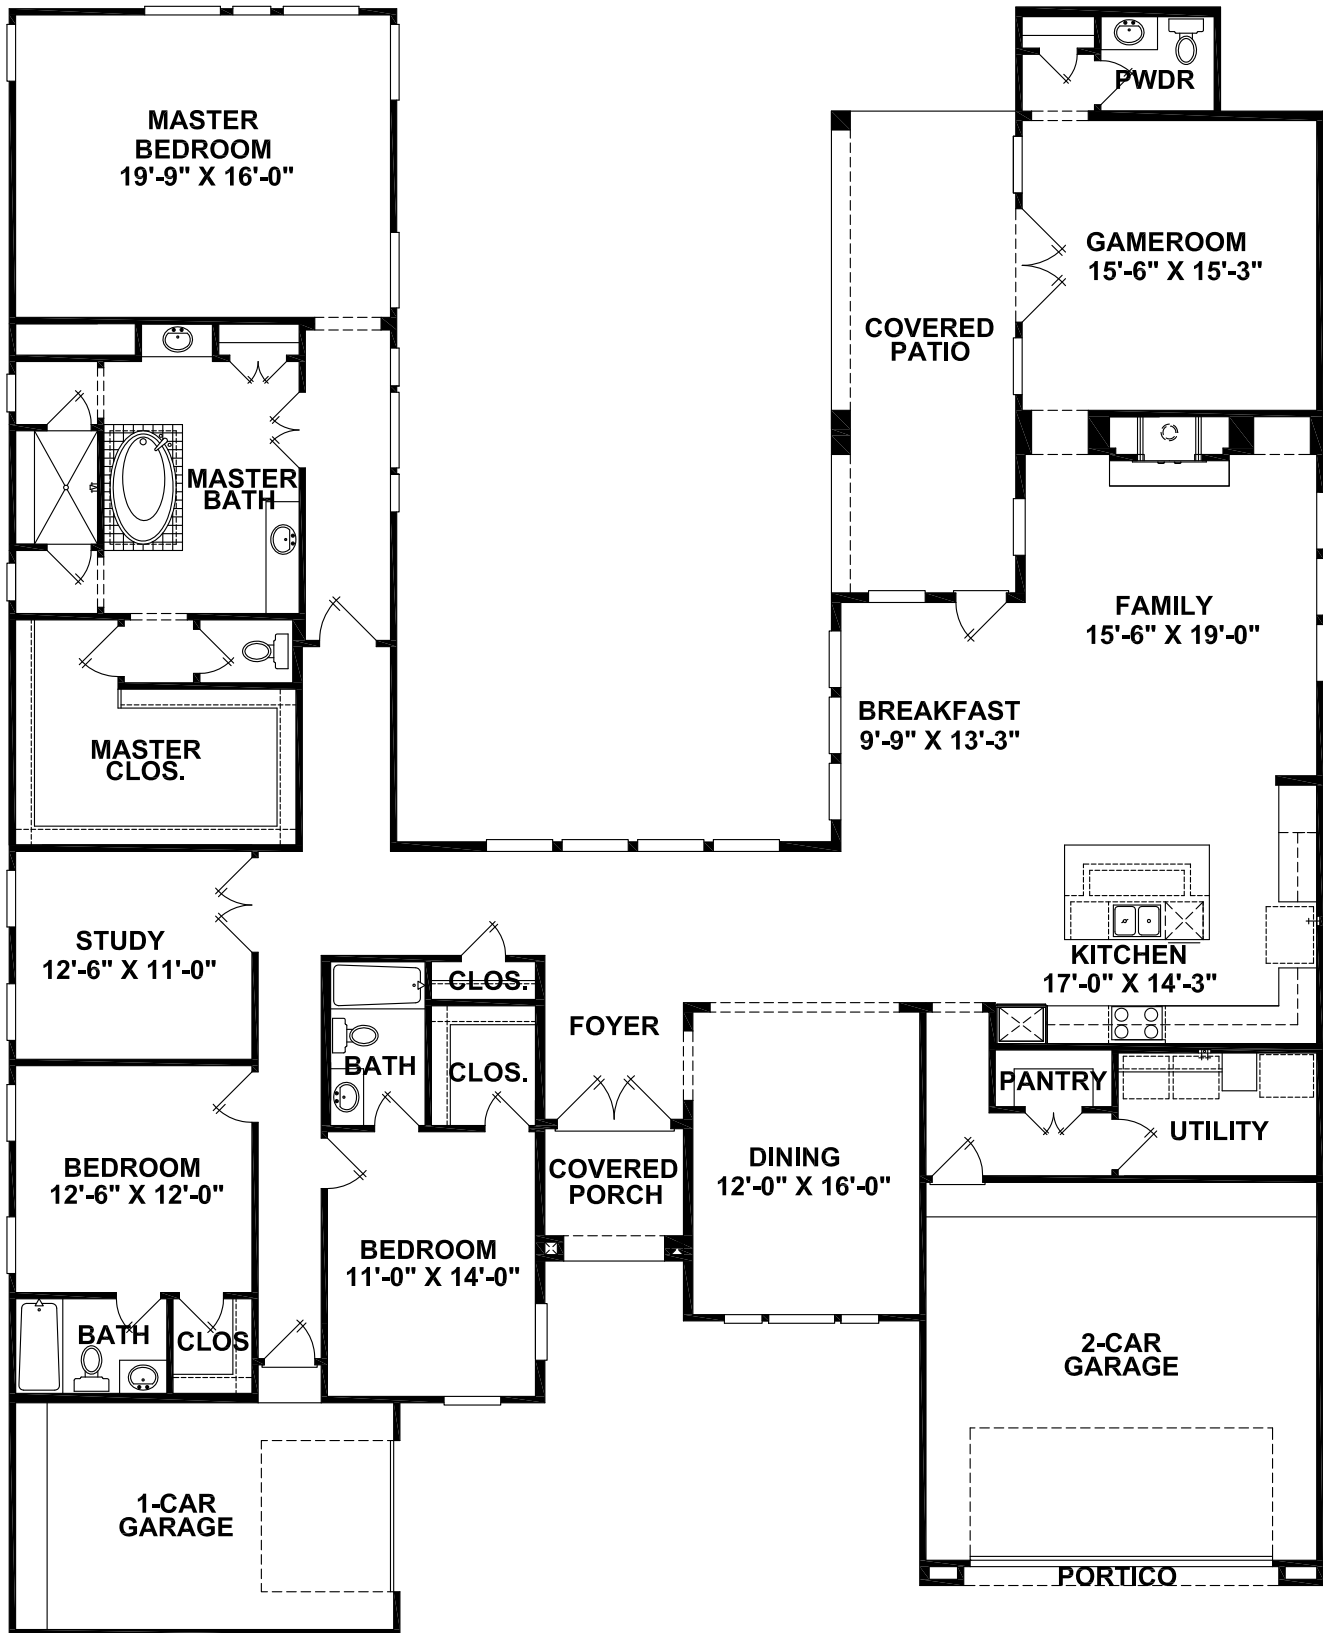 PWDR
MASTER
BEDROOM
19'-9" X 16'-0"
GAMEROOM
15'-6" X 15'-3"
COVERED
PATIO
MASTER
BATH
FAMILY
15'-6" X 19'-0"
BREAKFAST
9'-9" X 13'-3"
MASTER
CLOS.
STUDY
12'-6" X 11'-0"
CLOS.
KITCHEN
17'-0" X 14'-3"
FOYER
BATH
CLOS.
PANTRY
UTILITY
BEDROOM
12'-6" X 12'-0"
COVERED
PORCH
DINING
12'-0" X 16'-0"
BEDROOM
11'-0" X 14'-0"
BATH
CLOS
2-CAR
GARAGE
1-CAR
GARAGE
PORTICO